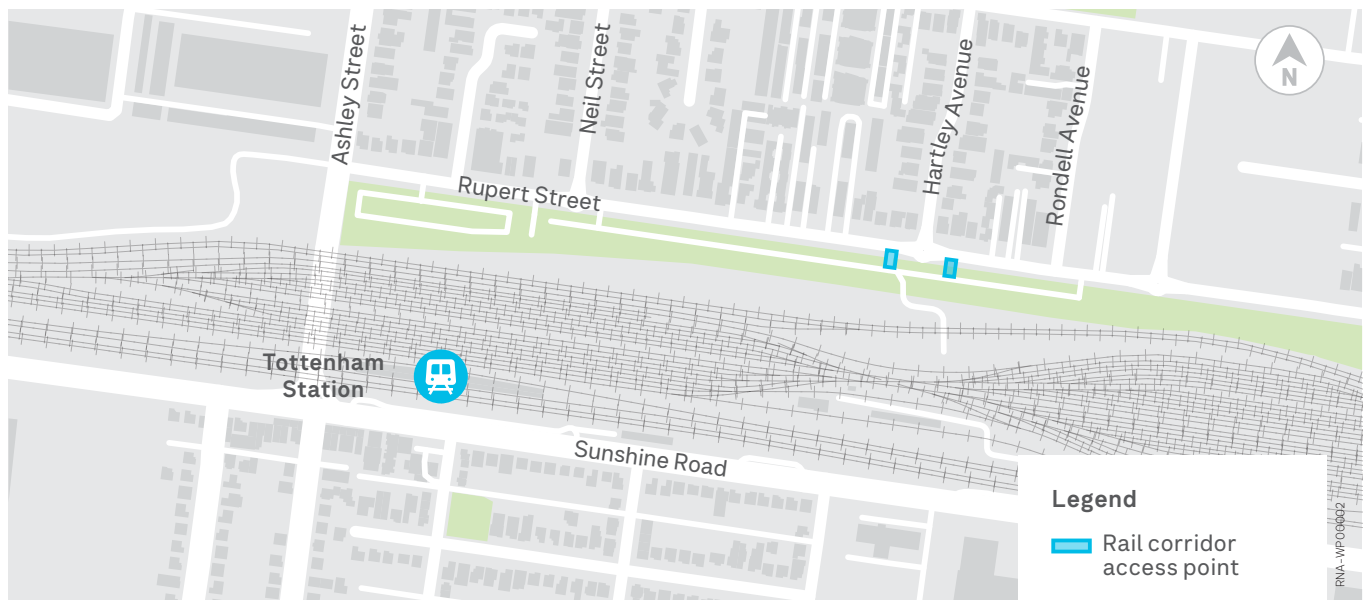 Ashley Street
Neil Street
Hartley Avenue
Rondell Avenue
N
Rupert Street
Tottenham
Station
Sunshine Road
Legend
Rail corridor
access point
RNA-WP00002